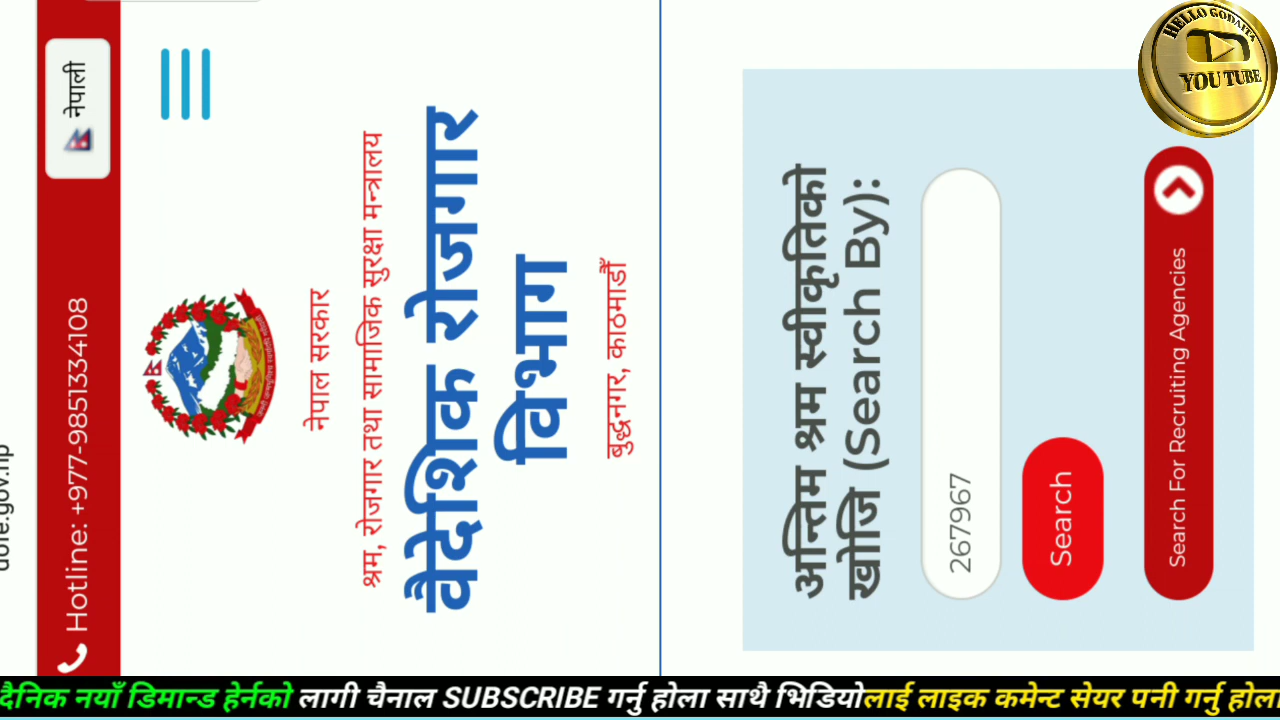 dofe.gov.np
Hotline: +977-9851334108
नेपाली
नेपाल सरकार
श्रम, रोजगार तथा सामाजिक सुरक्षा मन्त्रालय
वैदेशिक रोजगार
विभाग
बुद्धनगर, काठमाडौँ
अन्तिम श्रम स्वीकृतिको
खोजि (Search By):
267967
Search
Search For Recruiting Agencies
HELLO GODAITA
YOU TUBE
दैनिक नयाँ डिमान्ड हेर्नको लागी चैनाल SUBSCRIBE गर्नु होला साथै भिडियोलाई लाइक कमेन्ट सेयर पनी गर्नु होला